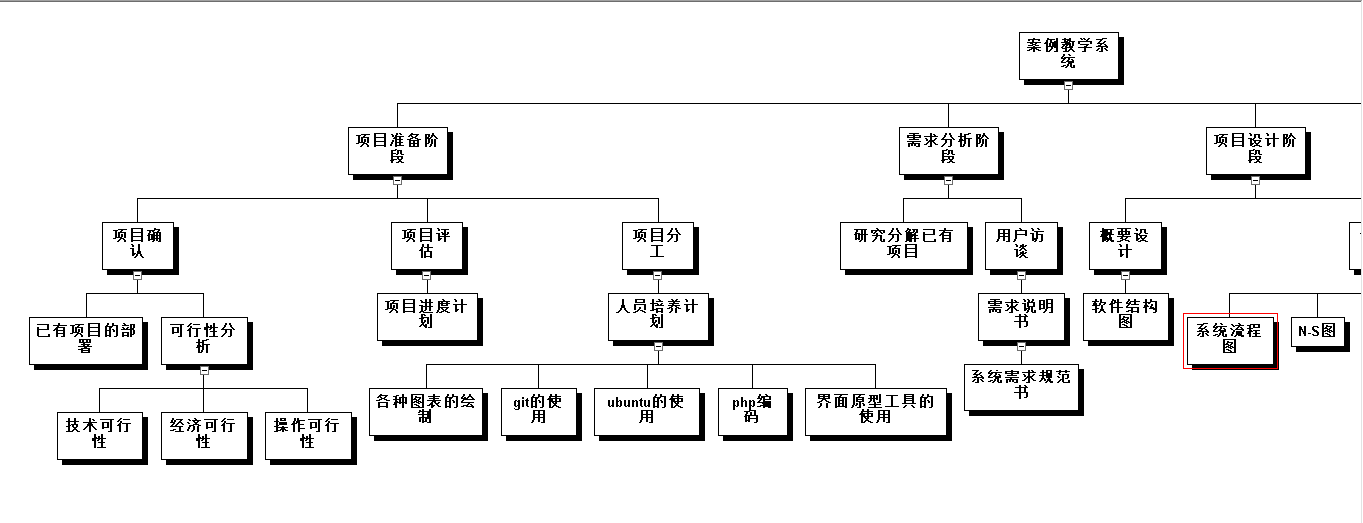 案例教学系
统
项目准备阶
段
需求分析阶
段
项目设计阶
段
项目确
认
项目评
估
项目分
工
研究分解已有
项目
用户访
谈
概要设
计
已有项目的部
署
可行性分
析
项目进度计
划
人员培养计
划
需求说明
书
软件结构
图
系统流程
图
N-S图
技术可行
性
经济可行
性
操作可行
性
各种图表的绘
制
git的使
用
ubuntu的使
用
php编
码
界面原型工具的
使用
系统需求规范
书